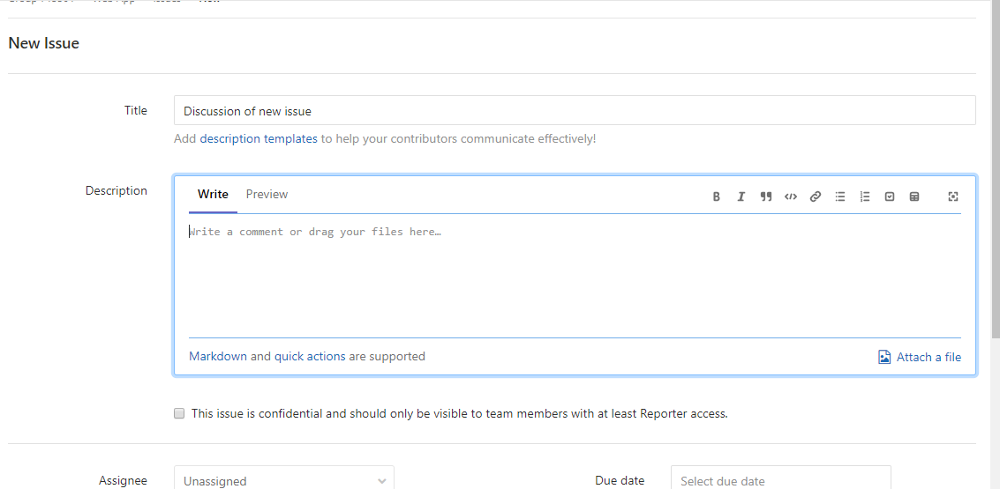 New Issue
Title
Discussion of new issue
Add description templates to help your contributors communicate effectively!
Description
Write Preview
Write a comment or drag your files here…
Markdown and quick actions are supported
Attach a file
This issue is confidential and should only be visible to team members with at least Reporter access.
Assignee
Unassigned
Due date
Select due date